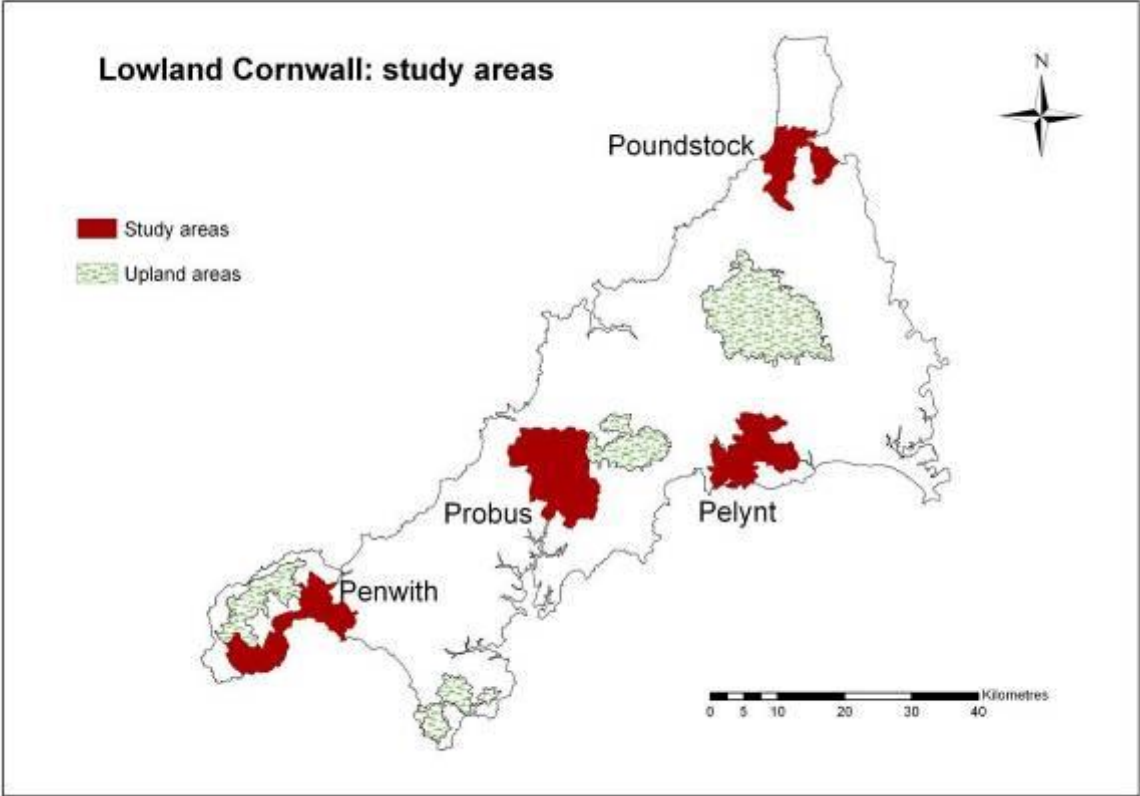 Lowland Cornwall: study areas
N
Poundstock
Study areas
Upland areas
Probus
Pelynt
Penwith
Kilometres
0 5 10 20 30 40